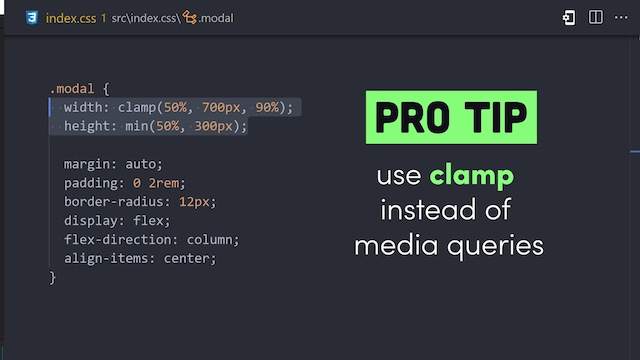 index.css 1 src\index.css\ .modal
.modal {
width: clamp(50%, 700px, 90%);
height: min(50%, 300px);
margin: auto;
padding: 0 2rem;
border-radius: 12px;
display: flex;
flex-direction: column;
align-items: center;
}
PRO TIP
use clamp
instead of
media queries